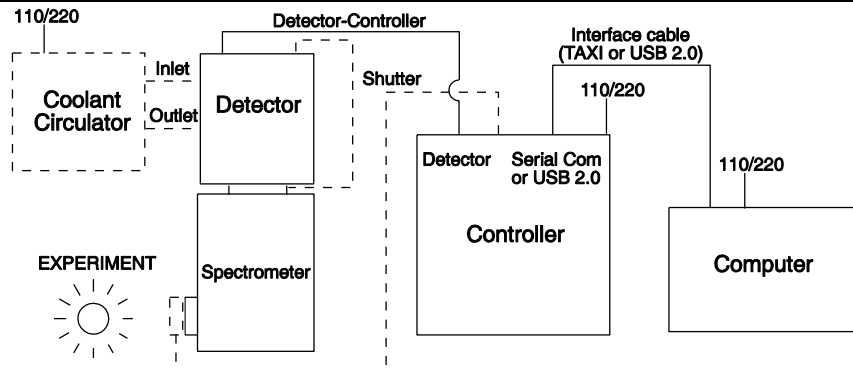 110/220
Detector-Controller
Interface cable
(TAXI or USB 2.0)
Inlet
Shutter
110/220
Coolant
Circulator
Detector
Outlet
Detector
Serial Com
or USB 2.0
110/220
Controller
Computer
EXPERIMENT
Spectrometer